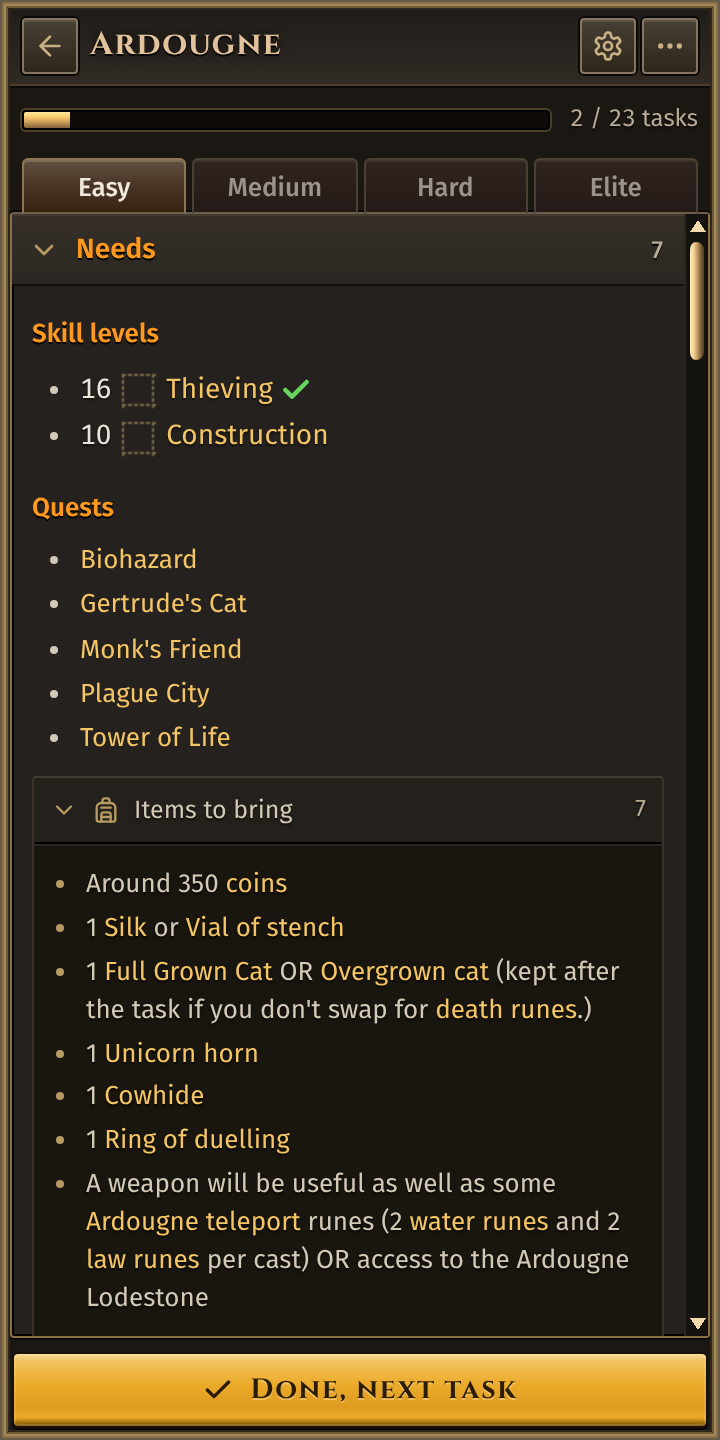 Ardougne
2 / 23 tasks
Easy Medium Hard Elite
Needs 7
Skill levels
• 16 Thieving
• 10 Construction
Quests
• Biohazard
• Gertrude's Cat
• Monk's Friend
• Plague City
• Tower of Life
Items to bring 7
• Around 350 coins
• 1 Silk or Vial of stench
• 1 Full Grown Cat OR Overgrown cat (kept after
the task if you don't swap for death runes.)
• 1 Unicorn horn
• 1 Cowhide
• 1 Ring of duelling
• A weapon will be useful as well as some
Ardougne teleport runes (2 water runes and 2
law runes per cast) OR access to the Ardougne
Lodestone
Done, next task